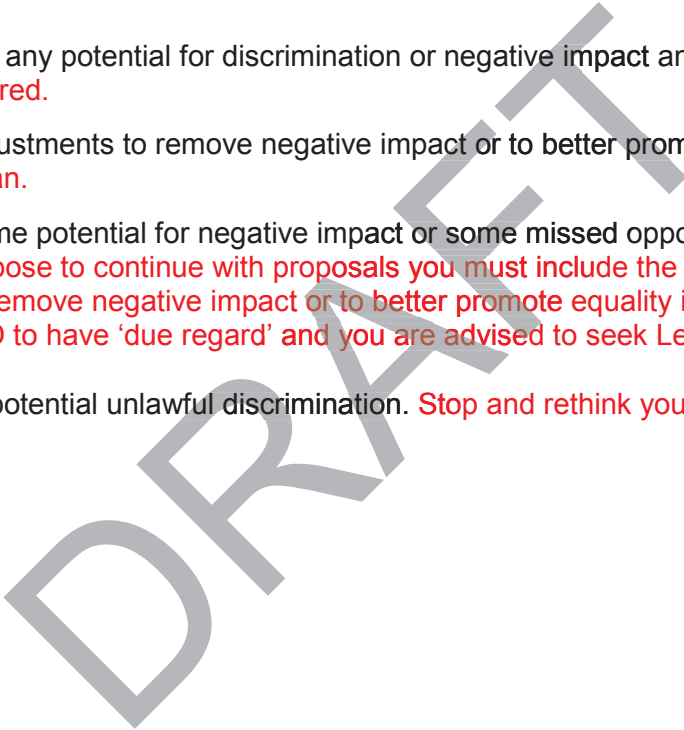 any potential for discrimination or negative impact an
red.
ustments to remove negative impact or to better prom
an.
me potential for negative impact or some missed oppo
pose to continue with proposals you must include the
emove negative impact or to better promote equality i
D to have ‘due regard’ and you are advised to seek Le
potential unlawful discrimination. Stop and rethink you
DRAFT